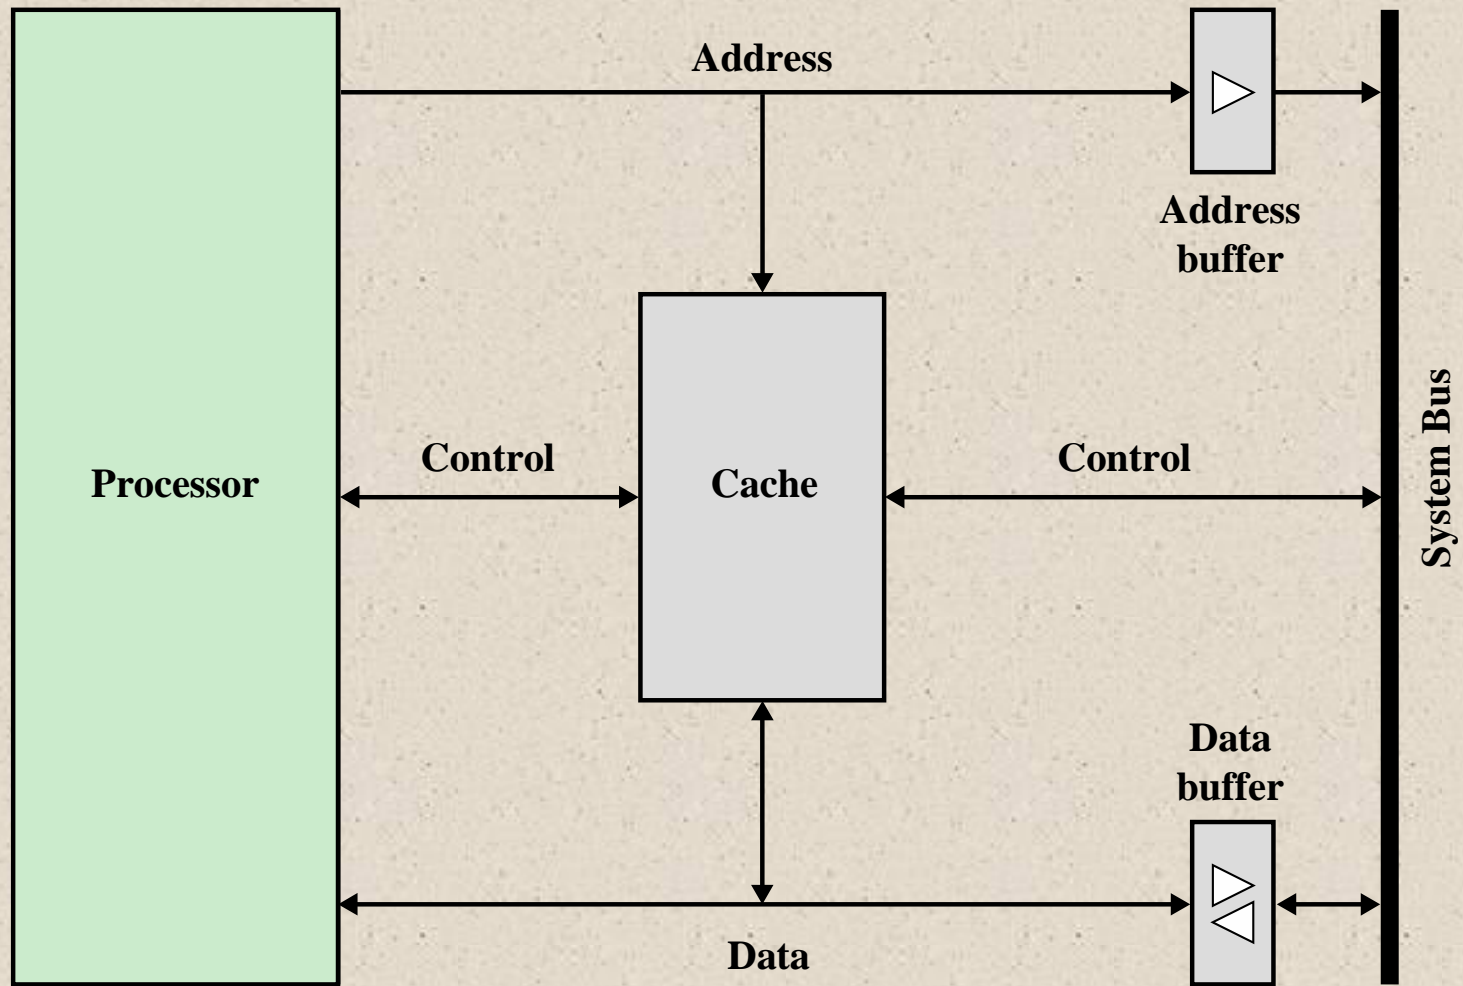 Address
Address
buffer
Control
Control
Processor
Cache
System Bus
Data
buffer
Data